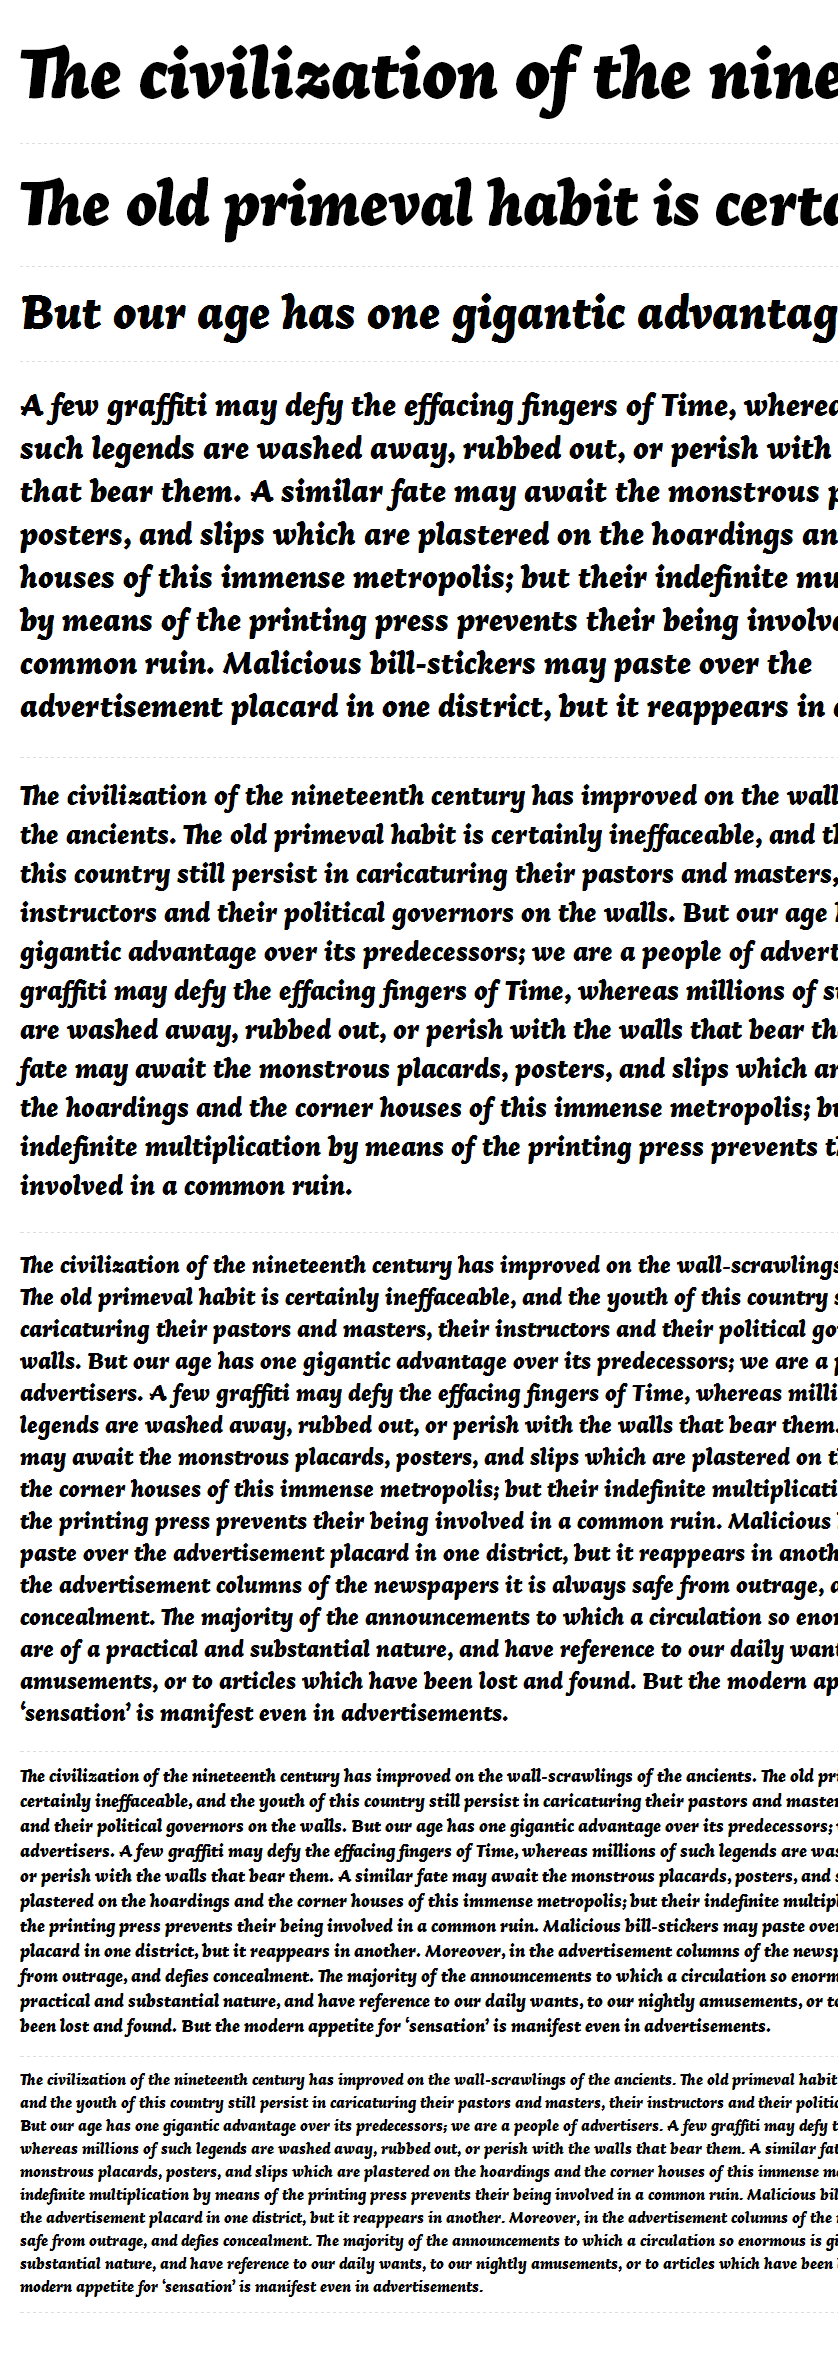 The civilization of the nine
The old primeval habit is certa
But our age has one gigantic advantag
A few graffiti may defy the effacing fingers of Time, wherea
such legends are washed away, rubbed out, or perish with
that bear them. A similar fate may await the monstrous p
posters, and slips which are plastered on the hoardings an
houses of this immense metropolis; but their indefinite mu
by means of the printing press prevents their being involve
common ruin. Malicious bill-stickers may paste over the
advertisement placard in one district, but it reappears in a
The civilization of the nineteenth century has improved on the wall
the ancients. The old primeval habit is certainly ineffaceable, and th
this country still persist in caricaturing their pastors and masters,
instructors and their political governors on the walls. But our age h
gigantic advantage over its predecessors; we are a people of advert
graffiti may defy the effacing fingers of Time, whereas millions of su
are washed away, rubbed out, or perish with the walls that bear the
fate may await the monstrous placards, posters, and slips which ar
the hoardings and the corner houses of this immense metropolis; bu
indefinite multiplication by means of the printing press prevents th
involved in a common ruin.
The civilization of the nineteenth century has improved on the wall-scrawlings
The old primeval habit is certainly ineffaceable, and the youth of this country s
caricaturing their pastors and masters, their instructors and their political gov
walls. But our age has one gigantic advantage over its predecessors; we are a p
advertisers. A few graffiti may defy the effacing fingers of Time, whereas milli
legends are washed away, rubbed out, or perish with the walls that bear them.
may await the monstrous placards, posters, and slips which are plastered on th
the corner houses of this immense metropolis; but their indefinite multiplicati
the printing press prevents their being involved in a common ruin. Malicious b
paste over the advertisement placard in one district, but it reappears in anoth
the advertisement columns of the newspapers it is always safe from outrage, a
concealment. The majority of the announcements to which a circulation so enor
are of a practical and substantial nature, and have reference to our daily want
amusements, or to articles which have been lost and found. But the modern ap
‘sensation’ is manifest even in advertisements.
The civilization of the nineteenth century has improved on the wall-scrawlings of the ancients. The old pri
certainly ineffaceable, and the youth of this country still persist in caricaturing their pastors and master
and their political governors on the walls. But our age has one gigantic advantage over its predecessors; w
advertisers. A few graffiti may defy the effacing fingers of Time, whereas millions of such legends are was
or perish with the walls that bear them. A similar fate may await the monstrous placards, posters, and s
plastered on the hoardings and the corner houses of this immense metropolis; but their indefinite multipl
the printing press prevents their being involved in a common ruin. Malicious bill-stickers may paste over
placard in one district, but it reappears in another. Moreover, in the advertisement columns of the newsp
from outrage, and defies concealment. The majority of the announcements to which a circulation so enorm
practical and substantial nature, and have reference to our daily wants, to our nightly amusements, or to
been lost and found. But the modern appetite for ‘sensation’ is manifest even in advertisements.
The civilization of the nineteenth century has improved on the wall-scrawlings of the ancients. The old primeval habit
and the youth of this country still persist in caricaturing their pastors and masters, their instructors and their politic
But our age has one gigantic advantage over its predecessors; we are a people of advertisers. A few graffiti may defy t
whereas millions of such legends are washed away, rubbed out, or perish with the walls that bear them. A similar fat
monstrous placards, posters, and slips which are plastered on the hoardings and the corner houses of this immense me
indefinite multiplication by means of the printing press prevents their being involved in a common ruin. Malicious bil
the advertisement placard in one district, but it reappears in another. Moreover, in the advertisement columns of the n
safe from outrage, and defies concealment. The majority of the announcements to which a circulation so enormous is gi
substantial nature, and have reference to our daily wants, to our nightly amusements, or to articles which have been l
modern appetite for ‘sensation’ is manifest even in advertisements.